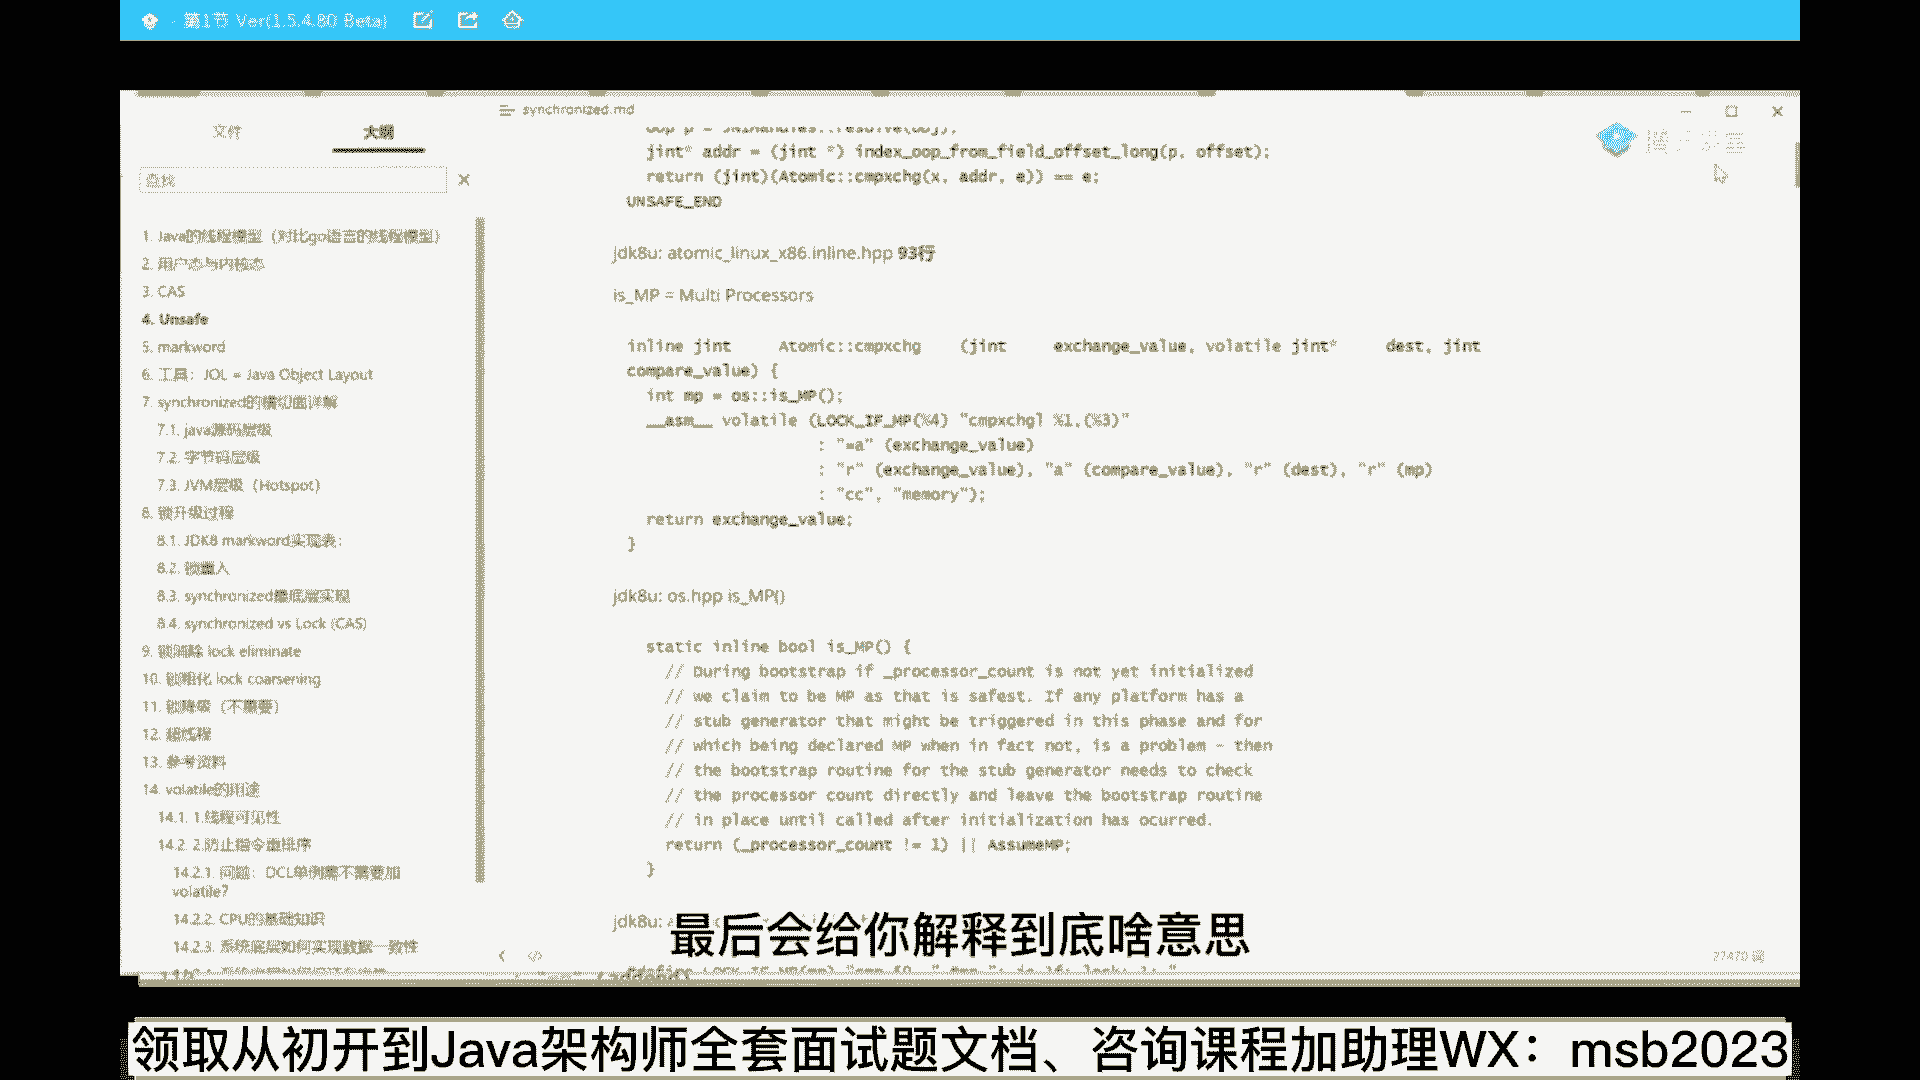 第1节 Ver(1.5.4.80 Beta)
synchronized.md
文件
大纲
查找
1. Java的线程模型（对比go语言的线程模型）
2. 用户态与内核态
3. CAS
4. Unsafe
5. markword
6. 工具：JOL = Java Object Layout
7. synchronized的横切面详解
7.1. java源码层级
7.2. 字节码层级
7.3. JVM层级（Hotspot）
8. 锁升级过程
8.1. JDK8 markword实现表：
8.2. 锁重入
8.3. synchronized最底层实现
8.4. synchronized vs Lock (CAS)
9. 锁消除 lock eliminate
10. 锁粗化 lock coarsening
11. 锁降级（不重要）
12. 超线程
13. 参考资料
14. volatile的用途
14.1. 1.线程可见性
14.2. 2.防止指令重排序
14.2.1. 问题：DCL单例需不需要加
volatile?
14.2.2. CPU的基础知识
14.2.3. 系统底层如何实现数据一致性
oop p = JNIHandles::resolve(obj);
jint* addr = (jint *) index_oop_from_field_offset_long(p, offset);
return (jint)(Atomic::cmpxchg(x, addr, e)) == e;
UNSAFE_END
jdk8u: atomic_linux_x86.inline.hpp 93行
is_MP = Multi Processors
inline jint Atomic::cmpxchg (jint exchange_value, volatile jint* dest, jint
compare_value) {
int mp = os::is_MP();
__asm__ volatile (LOCK_IF_MP(%4) "cmpxchgl %1,(%3)"
: "=a" (exchange_value)
: "r" (exchange_value), "a" (compare_value), "r" (dest), "r" (mp)
: "cc", "memory");
return exchange_value;
}
jdk8u: os.hpp is_MP()
static inline bool is_MP() {
// During bootstrap if _processor_count is not yet initialized
// we claim to be MP as that is safest. If any platform has a
// stub generator that might be triggered in this phase and for
// which being declared MP when in fact not, is a problem - then
// the bootstrap routine for the stub generator needs to check
// the processor count directly and leave the bootstrap routine
// in place until called after initialization has ocurred.
return (_processor_count != 1) || AssumeMP;
}
jdk8u:
最后会给你解释到底啥意思
27470 词
领取从初开到Java架构师全套面试题文档、咨询课程加助理WX：msb2023